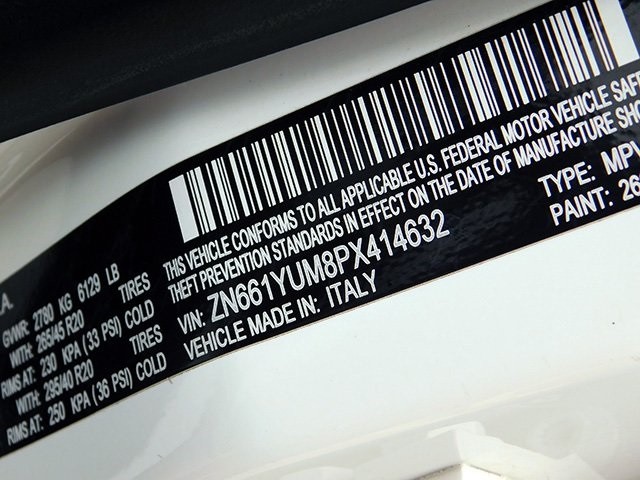 .A.
GVWR: 2780 KG 6129 LB
WITH: 265/45 R20 TIRES
RIMS AT: 230 KPA (33 PSI) COLD
WITH: 295/40 R20 TIRES
RIMS AT: 250 KPA (36 PSI) COLD
THIS VEHICLE CONFORMS TO ALL APPLICABLE U.S. FEDERAL MOTOR VEHICLE SAFE
THEFT PREVENTION STANDARDS IN EFFECT ON THE DATE OF MANUFACTURE SHO
VIN: ZN661YUM8PX414632 TYPE: MPV
VEHICLE MADE IN: ITALY PAINT: 26